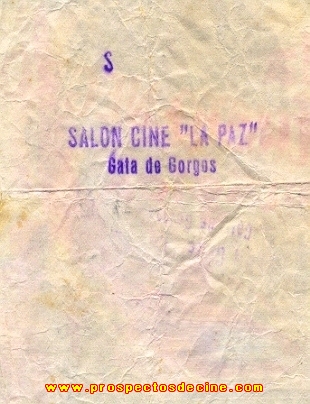 S
SALON CINE "LA PAZ"
Gata de Gorgos
www.prospectosdecine.com